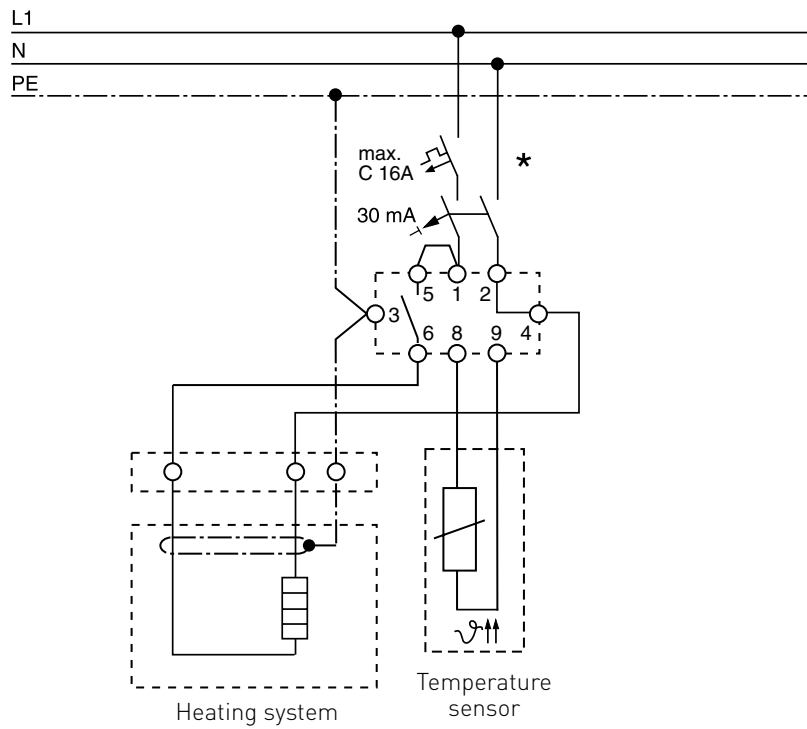 L1
N
PE
max.
C 16A
*
30 mA
5 1 2
3
6 8 9 4
ϑ
Heating system
Temperature
sensor